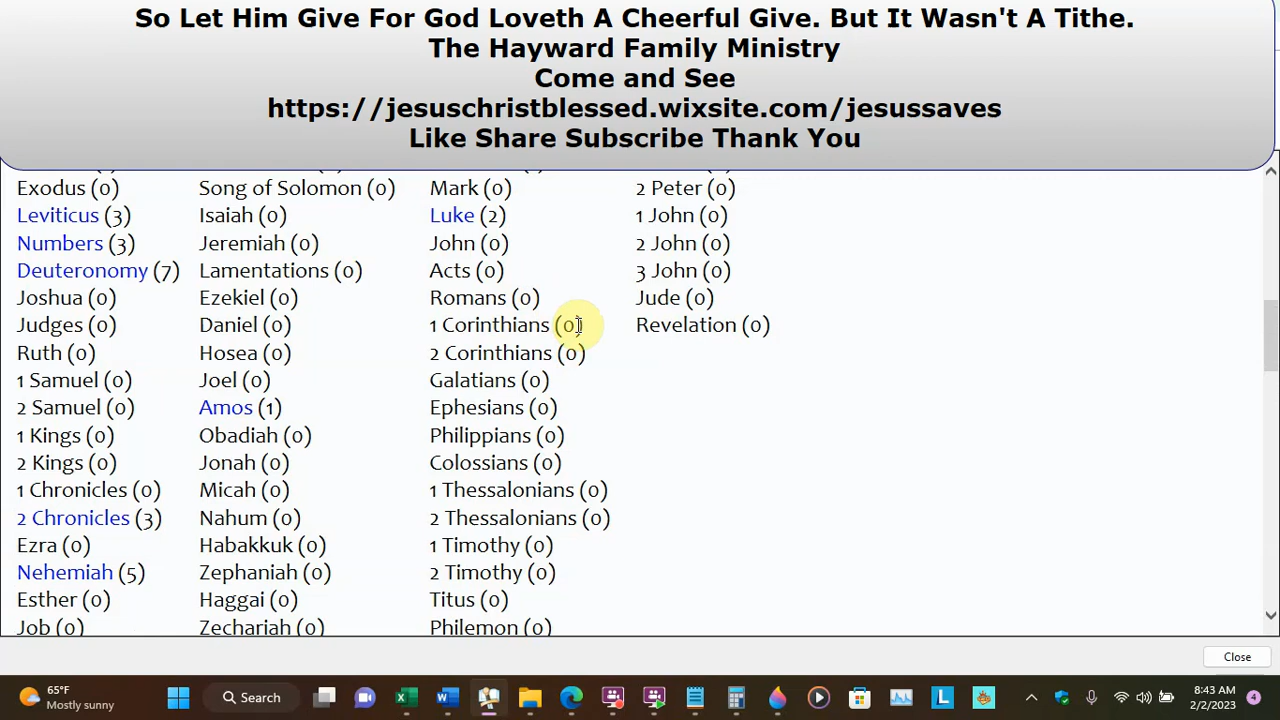 So Let Him Give For God Loveth A Cheerful Give. But It Wasn't A Tithe.
The Hayward Family Ministry
Come and See
https://jesuschristblessed.wixsite.com/jesussaves
Like Share Subscribe Thank You
Exodus (0) Song of Solomon (0) Mark (0) 2 Peter (0)
Leviticus (3) Isaiah (0) Luke (2) 1 John (0)
Numbers (3) Jeremiah (0) John (0) 2 John (0)
Deuteronomy (7) Lamentations (0) Acts (0) 3 John (0)
Joshua (0) Ezekiel (0) Romans (0) Jude (0)
Judges (0) Daniel (0) 1 Corinthians (0) Revelation (0)
Ruth (0) Hosea (0) 2 Corinthians (0)
1 Samuel (0) Joel (0) Galatians (0)
2 Samuel (0) Amos (1) Ephesians (0)
1 Kings (0) Obadiah (0) Philippians (0)
2 Kings (0) Jonah (0) Colossians (0)
1 Chronicles (0) Micah (0) 1 Thessalonians (0)
2 Chronicles (3) Nahum (0) 2 Thessalonians (0)
Ezra (0) Habakkuk (0) 1 Timothy (0)
Nehemiah (5) Zephaniah (0) 2 Timothy (0)
Esther (0) Haggai (0) Titus (0)
Job (0) Zechariah (0) Philemon (0)
Close
65°F
Mostly sunny
Search
8:43 AM
2/2/2023
4